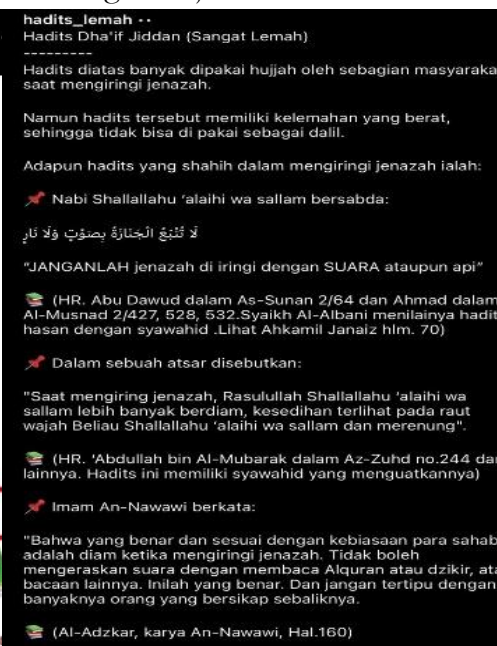 hadits_lemah ••
Hadits Dha'if Jiddan (Sangat Lemah)
---------
Hadits diatas banyak dipakai hujjah oleh sebagian masyaraka
saat mengiringi jenazah.
Namun hadits tersebut memiliki kelemahan yang berat,
sehingga tidak bisa di pakai sebagai dalil.
Adapun hadits yang shahih dalam mengiringi jenazah ialah:
📌 Nabi Shallallahu 'alaihi wa sallam bersabda:
لَا تُتْبَعُ الْجَنَازَةُ بِصَوْتٍ وَلَا نَارٍ
"JANGANLAH jenazah di iringi dengan SUARA ataupun api"
📚 (HR. Abu Dawud dalam As-Sunan 2/64 dan Ahmad dalam
Al-Musnad 2/427, 528, 532.Syaikh Al-Albani menilainya hadit
hasan dengan syawahid .Lihat Ahkamil Janaiz hlm. 70)
📌 Dalam sebuah atsar disebutkan:
"Saat mengiring jenazah, Rasulullah Shallallahu 'alaihi wa
sallam lebih banyak berdiam, kesedihan terlihat pada raut
wajah Beliau Shallallahu 'alaihi wa sallam dan merenung".
📚 (HR. 'Abdullah bin Al-Mubarak dalam Az-Zuhd no.244 dan
lainnya. Hadits ini memiliki syawahid yang menguatkannya)
📌 Imam An-Nawawi berkata:
"Bahwa yang benar dan sesuai dengan kebiasaan para sahab
adalah diam ketika mengiringi jenazah. Tidak boleh
mengeraskan suara dengan membaca Alquran atau dzikir, ata
bacaan lainnya. Inilah yang benar. Dan jangan tertipu dengan
banyaknya orang yang bersikap sebaliknya.
📚 (Al-Adzkar, karya An-Nawawi, Hal.160)